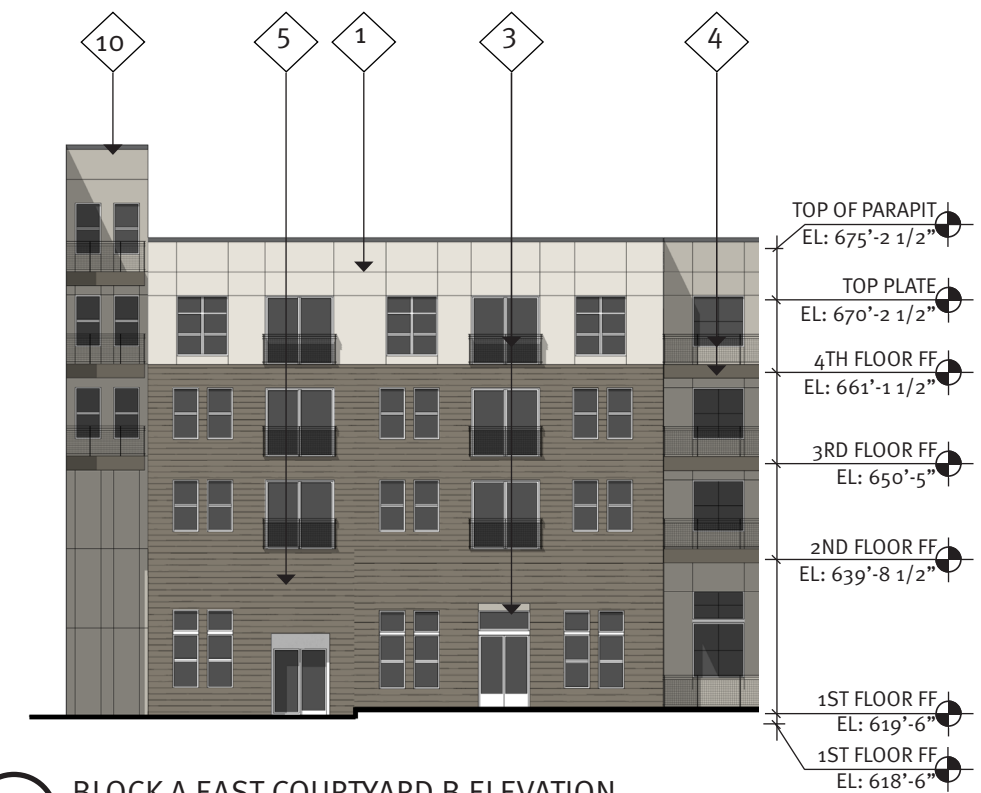 10
5
1
3
4
TOP OF PARAPIT
EL: 675'-2 1/2"
TOP PLATE
EL: 670'-2 1/2"
4TH FLOOR FF
EL: 661'-1 1/2"
3RD FLOOR FF
EL: 650'-5"
2ND FLOOR FF
EL: 639'-8 1/2"
1ST FLOOR FF
EL: 619'-6"
1ST FLOOR FF
EL: 618'-6"
BLOCK A EAST COURTYARD B ELEVATION